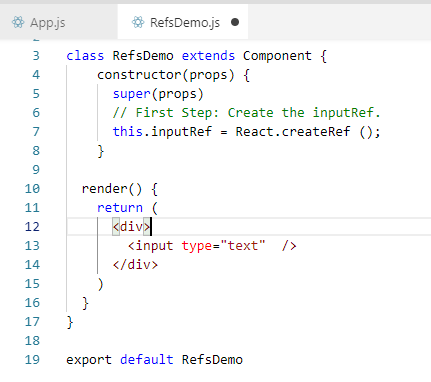 App.js RefsDemo.js
2
3 class RefsDemo extends Component {
4 constructor(props) {
5 super(props)
6 // First Step: Create the inputRef.
7 this.inputRef = React.createRef ();
8 }
9
10 render() {
11 return (
12 <div>
13 <input type="text"  />
14 </div>
15 )
16 }
17 }
18
19 export default RefsDemo